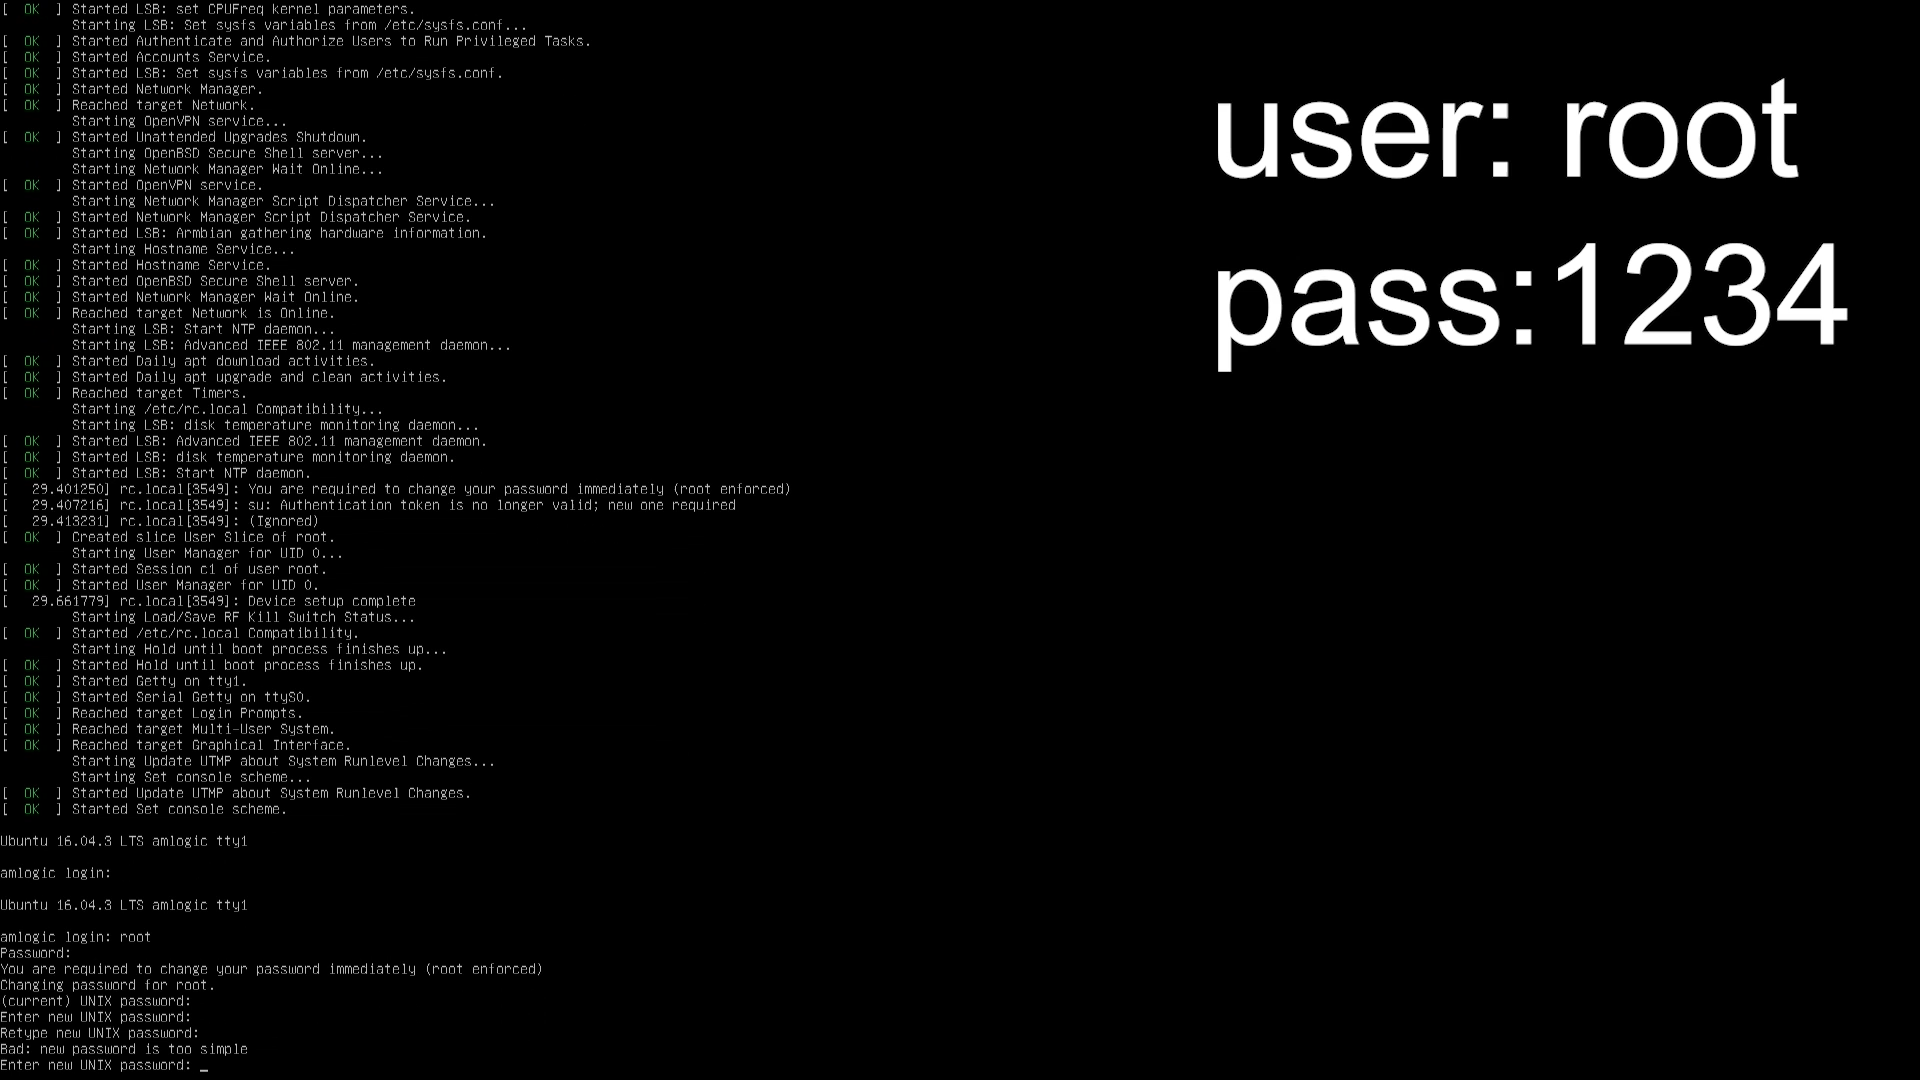 [  OK  ] Started LSB: set CPUFreq kernel parameters.
         Starting LSB: Set sysfs variables from /etc/sysfs.conf...
[  OK  ] Started Authenticate and Authorize Users to Run Privileged Tasks.
[  OK  ] Started Accounts Service.
[  OK  ] Started LSB: Set sysfs variables from /etc/sysfs.conf.
[  OK  ] Started Network Manager.
[  OK  ] Reached target Network.
         Starting OpenVPN service...
[  OK  ] Started Unattended Upgrades Shutdown.
         Starting OpenBSD Secure Shell server...
         Starting Network Manager Wait Online...
[  OK  ] Started OpenVPN service.
         Starting Network Manager Script Dispatcher Service...
[  OK  ] Started Network Manager Script Dispatcher Service.
[  OK  ] Started LSB: Armbian gathering hardware information.
         Starting Hostname Service...
[  OK  ] Started Hostname Service.
[  OK  ] Started OpenBSD Secure Shell server.
[  OK  ] Started Network Manager Wait Online.
[  OK  ] Reached target Network is Online.
         Starting LSB: Start NTP daemon...
         Starting LSB: Advanced IEEE 802.11 management daemon...
[  OK  ] Started Daily apt download activities.
[  OK  ] Started Daily apt upgrade and clean activities.
[  OK  ] Reached target Timers.
         Starting /etc/rc.local Compatibility...
         Starting LSB: disk temperature monitoring daemon...
[  OK  ] Started LSB: Advanced IEEE 802.11 management daemon.
[  OK  ] Started LSB: disk temperature monitoring daemon.
[  OK  ] Started LSB: Start NTP daemon.
[   29.401250] rc.local[3549]: You are required to change your password immediately (root enforced)
[   29.407216] rc.local[3549]: su: Authentication token is no longer valid; new one required
[   29.413231] rc.local[3549]: (Ignored)
[  OK  ] Created slice User Slice of root.
         Starting User Manager for UID 0...
[  OK  ] Started Session c1 of user root.
[  OK  ] Started User Manager for UID 0.
[   29.661779] rc.local[3549]: Device setup complete
         Starting Load/Save RF Kill Switch Status...
[  OK  ] Started /etc/rc.local Compatibility.
         Starting Hold until boot process finishes up...
[  OK  ] Started Hold until boot process finishes up.
[  OK  ] Started Getty on tty1.
[  OK  ] Started Serial Getty on ttyS0.
[  OK  ] Reached target Login Prompts.
[  OK  ] Reached target Multi-User System.
[  OK  ] Reached target Graphical Interface.
         Starting Update UTMP about System Runlevel Changes...
         Starting Set console scheme...
[  OK  ] Started Update UTMP about System Runlevel Changes.
[  OK  ] Started Set console scheme.
Ubuntu 16.04.3 LTS amlogic tty1
amlogic login:
Ubuntu 16.04.3 LTS amlogic tty1
amlogic login: root
Password:
You are required to change your password immediately (root enforced)
Changing password for root.
(current) UNIX password:
Enter new UNIX password:
Retype new UNIX password:
Bad: new password is too simple
Enter new UNIX password: _
user: root
pass:1234